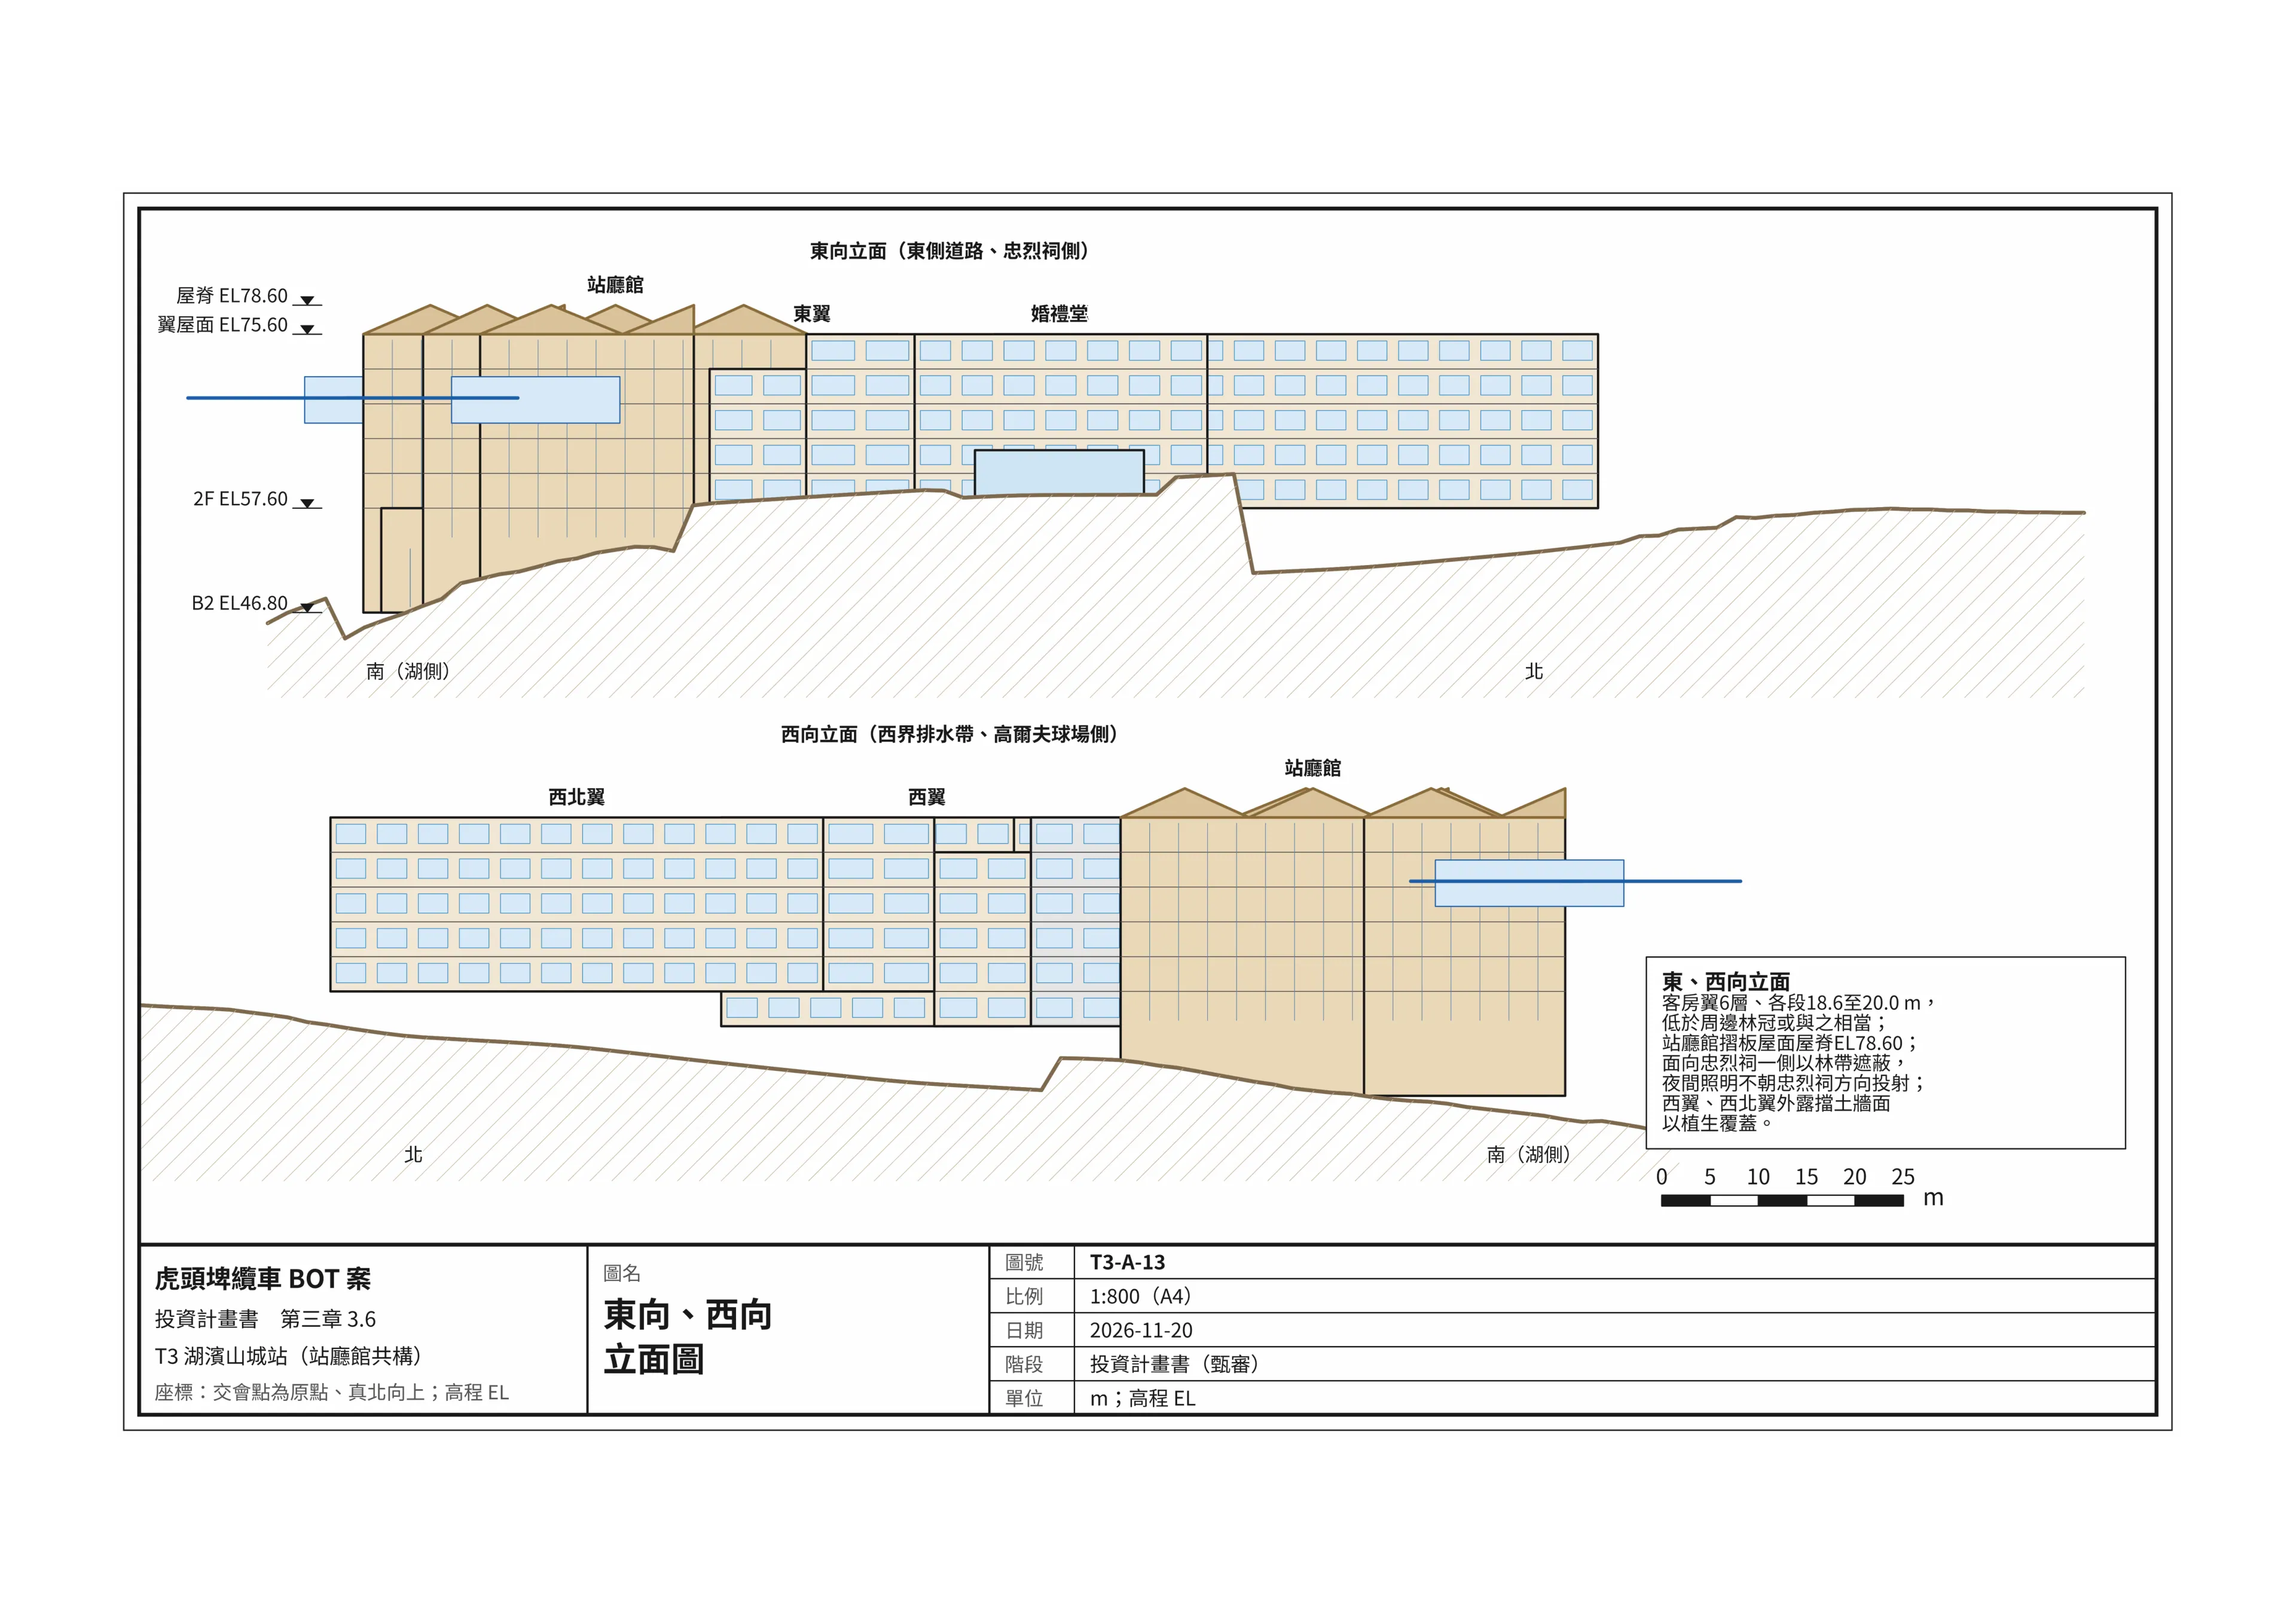 東向立面（東側道路、忠烈祠側）
站廳館
屋脊 EL78.60
東翼
婚禮堂
翼屋面 EL75.60
2F EL57.60
B2 EL46.80
南（湖側）
北
西向立面（西界排水帶、高爾夫球場側）
站廳館
西北翼
西翼
東、西向立面
客房翼6層、各段18.6至20.0 m，
低於周邊林冠或與之相當；
站廳館摺板屋面屋脊EL78.60；
面向忠烈祠一側以林帶遮蔽，
夜間照明不朝忠烈祠方向投射；
西翼、西北翼外露擋土牆面
以植生覆蓋。
北
南（湖側）
0 5 10 15 20 25
m
虎頭埤纜車 BOT 案
投資計畫書　第三章 3.6
T3 湖濱山城站（站廳館共構）
座標：交會點為原點、真北向上；高程 EL
圖名
東向、西向
立面圖
圖號 T3-A-13
比例 1:800（A4）
日期 2026-11-20
階段 投資計畫書（甄審）
單位 m；高程 EL